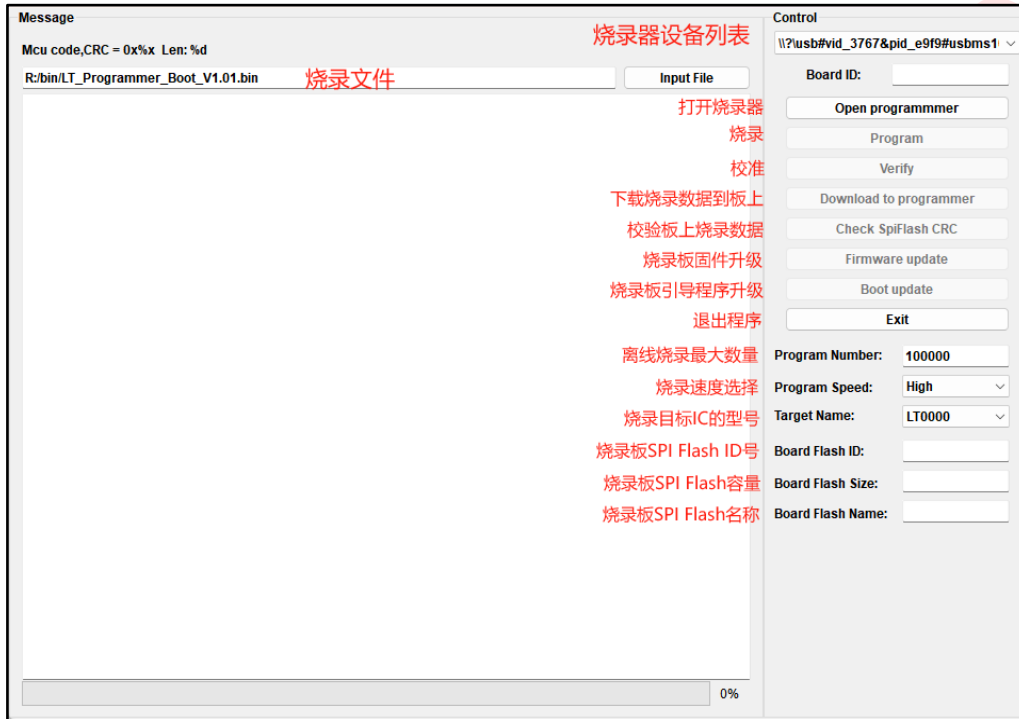 Message
Control
烧录器设备列表
\\?\usb#vid_3767&pid_e9f9#usbms1
Mcu code,CRC = 0x%x  Len: %d
R:/bin/LT_Programmer_Boot_V1.01.bin
烧录文件
Input File
Board ID:
打开烧录器
Open programmmer
烧录
Program
校准
Verify
下载烧录数据到板上
Download to programmer
校验板上烧录数据
Check SpiFlash CRC
烧录板固件升级
Firmware update
烧录板引导程序升级
Boot update
退出程序
Exit
离线烧录最大数量
Program Number:
100000
烧录速度选择
Program Speed:
High
烧录目标IC的型号
Target Name:
LT0000
烧录板SPI Flash ID号
Board Flash ID:
烧录板SPI Flash容量
Board Flash Size:
烧录板SPI Flash名称
Board Flash Name:
0%